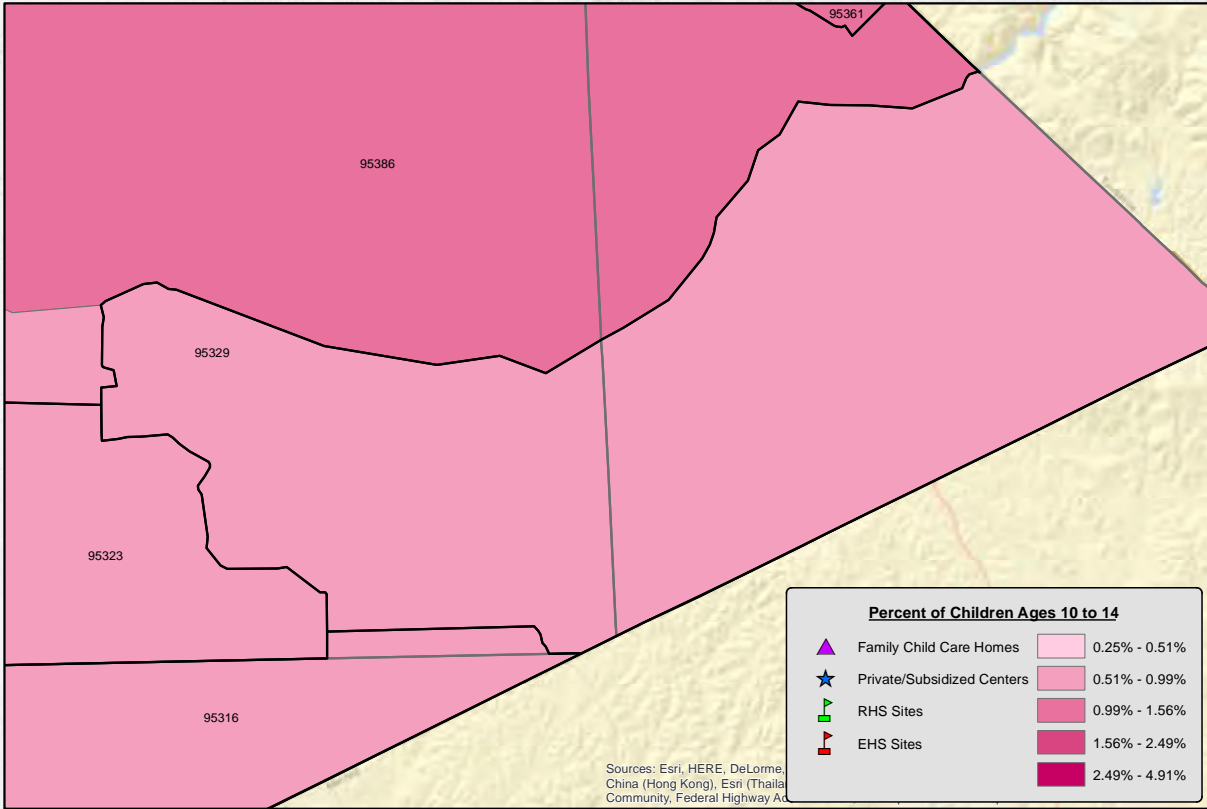 95361
95386
95329
95323
95316
Percent of Children Ages 10 to 14
Family Child Care Homes
0.25% - 0.51%
Private/Subsidized Centers
0.51% - 0.99%
RHS Sites
0.99% - 1.56%
EHS Sites
1.56% - 2.49%
2.49% - 4.91%
Sources: Esri, HERE, DeLorme,
China (Hong Kong), Esri
Community, Federal Highway